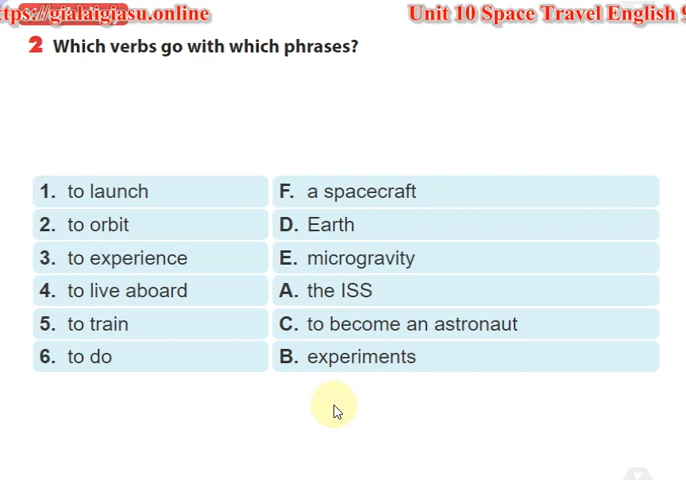 ttps://gialaigiasu.online
Unit 10 Space Travel English 9
2 Which verbs go with which phrases?
1. to launch F. a spacecraft
2. to orbit D. Earth
3. to experience E. microgravity
4. to live aboard A. the ISS
5. to train C. to become an astronaut
6. to do B. experiments